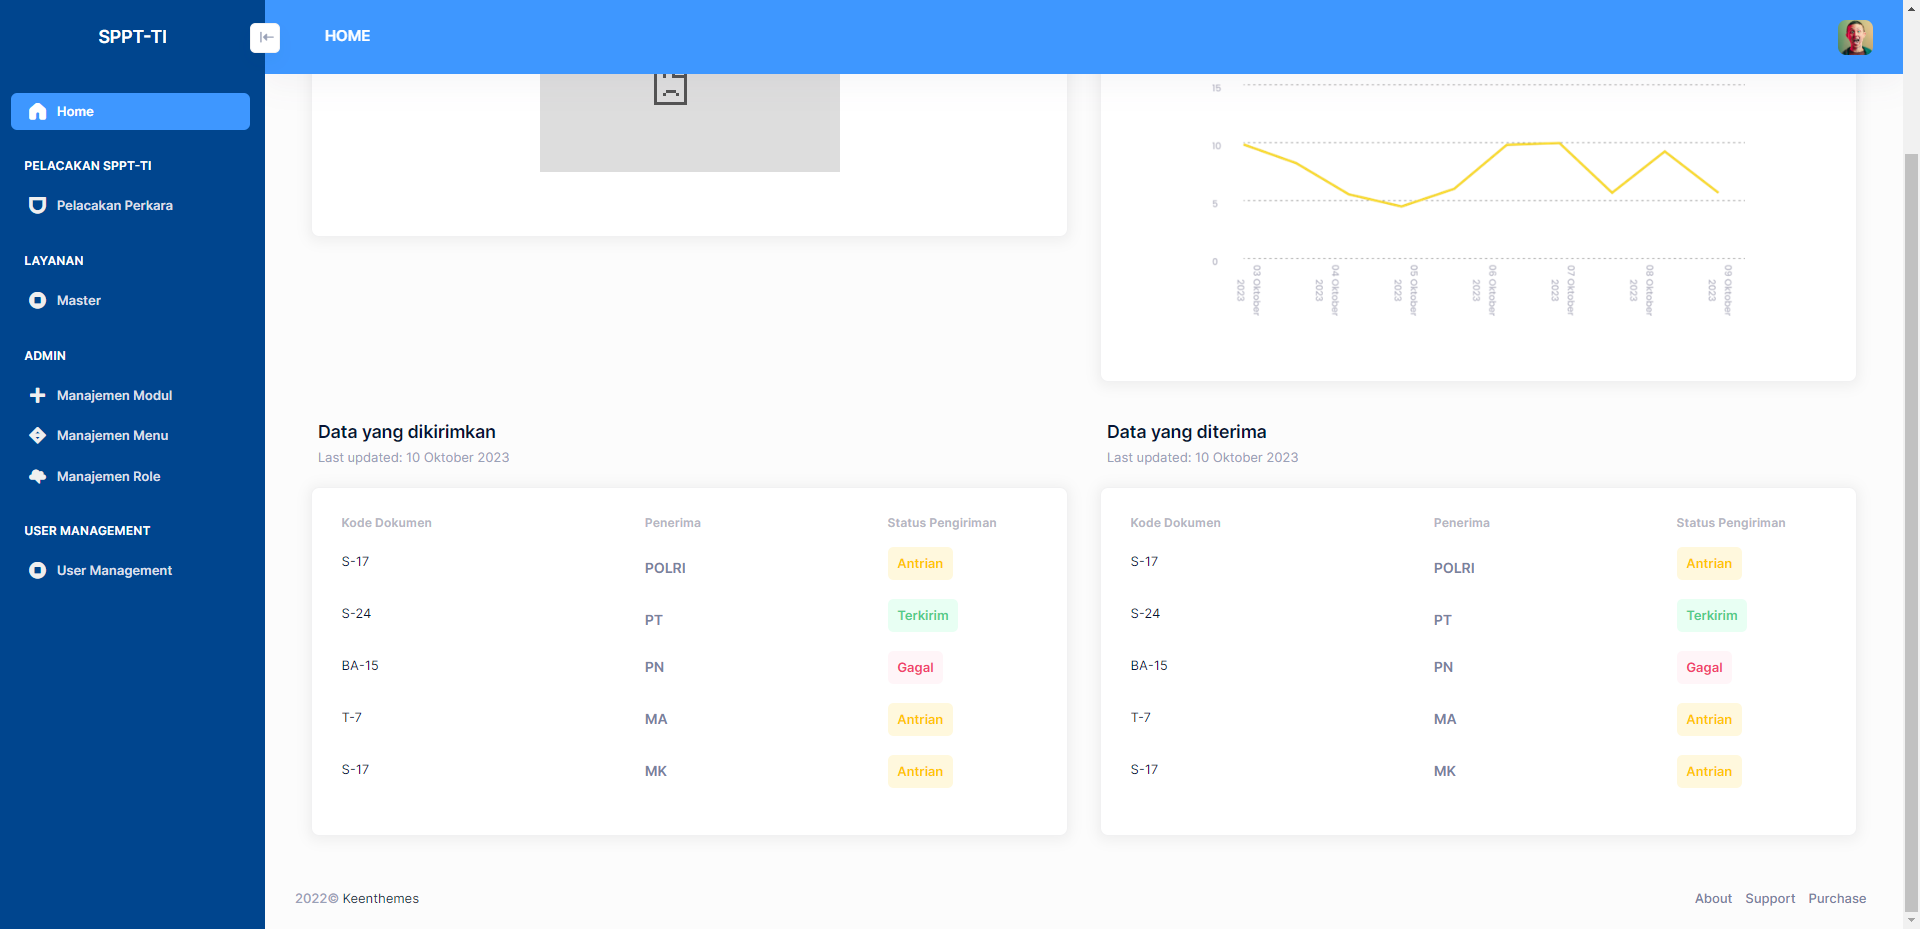 SPPT-TI
HOME
Home
PELACAKAN SPPT-TI
Pelacakan Perkara
LAYANAN
Master
ADMIN
Manajemen Modul
Manajemen Menu
Manajemen Role
USER MANAGEMENT
User Management
15
10
5
0
03 Oktober 2023
04 Oktober 2023
05 Oktober 2023
06 Oktober 2023
07 Oktober 2023
08 Oktober 2023
09 Oktober 2023
Data yang dikirimkan
Last updated: 10 Oktober 2023
Kode Dokumen Penerima Status Pengiriman
S-17 POLRI Antrian
S-24 PT Terkirim
BA-15 PN Gagal
T-7 MA Antrian
S-17 MK Antrian
Data yang diterima
Last updated: 10 Oktober 2023
Kode Dokumen Penerima Status Pengiriman
S-17 POLRI Antrian
S-24 PT Terkirim
BA-15 PN Gagal
T-7 MA Antrian
S-17 MK Antrian
2022© Keenthemes
About Support Purchase